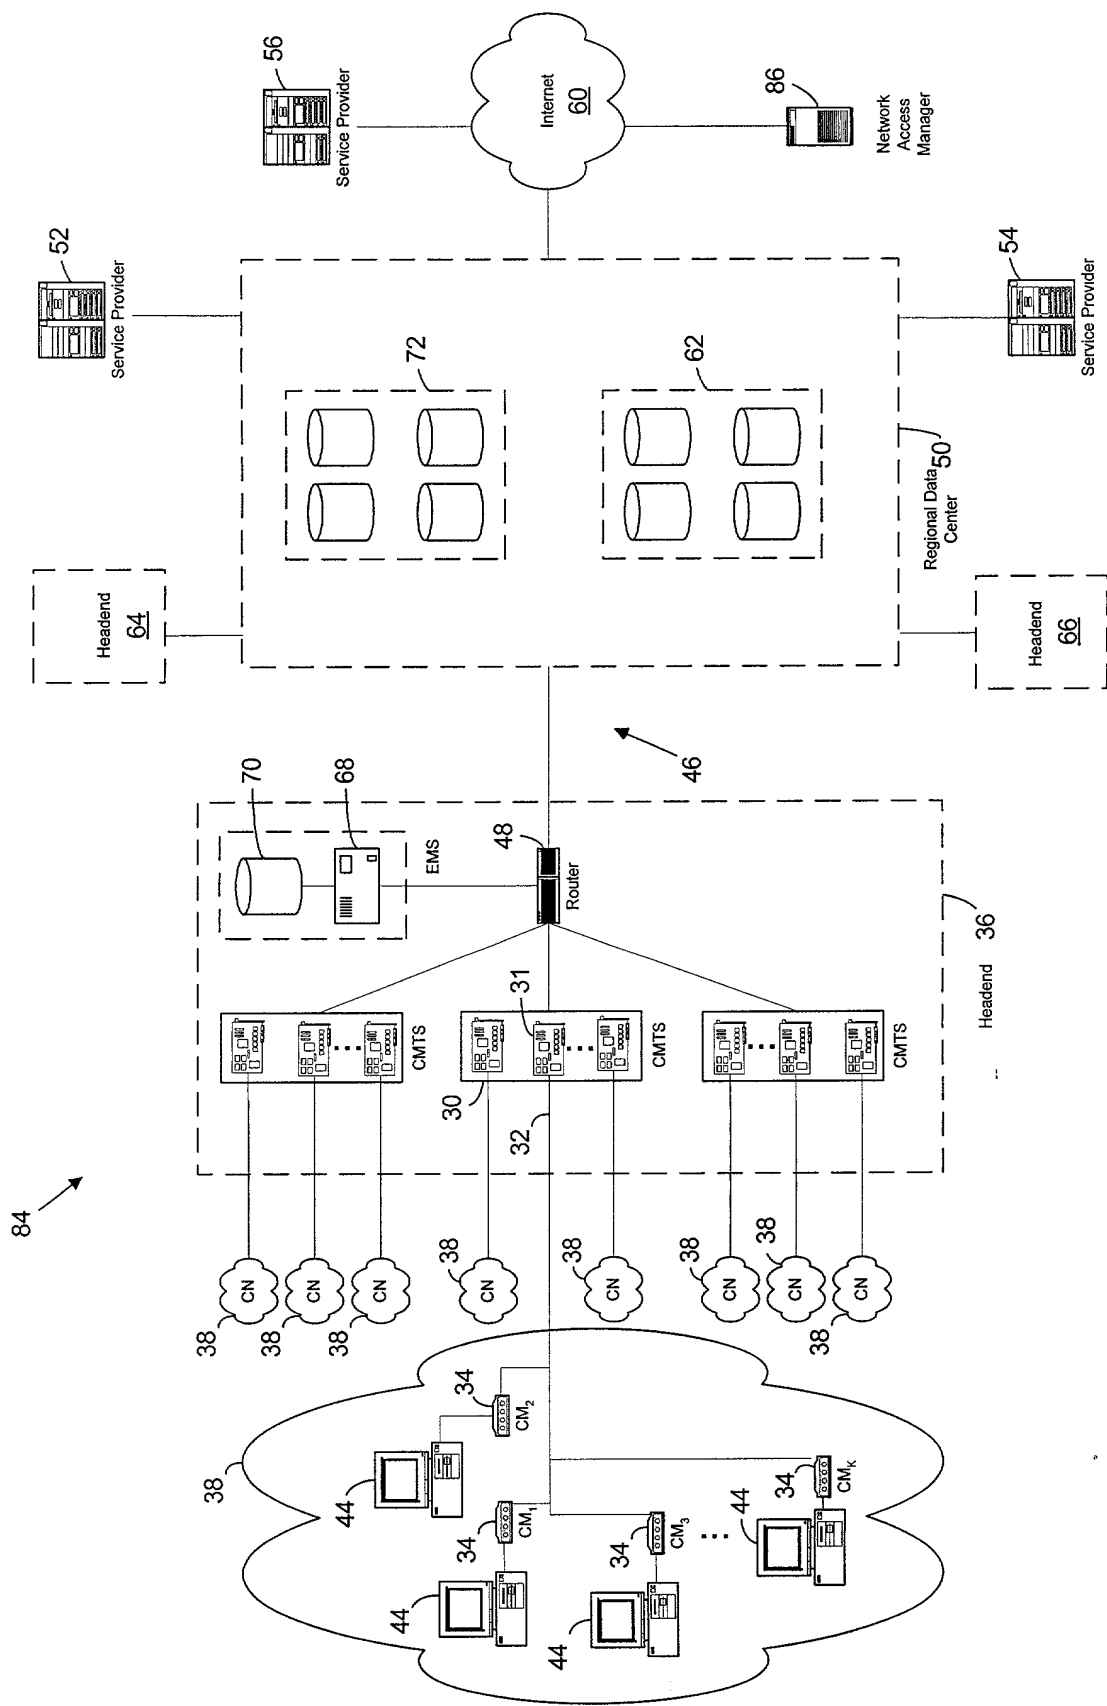 84
38
44
34
CM2
44
34
CM1
44
34
CM3
44
34
CMK
38
CN
38
CN
38
CN
38
CN
38
CN
38
CN
38
CN
38
CN
32
30
31
CMTS
CMTS
CMTS
Headend
36
70
68
EMS
48
Router
46
Headend
64
Headend
66
Regional Data
Center
50
72
62
52
Service Provider
54
Service Provider
56
Service Provider
Internet
60
86
Network
Access
Manager